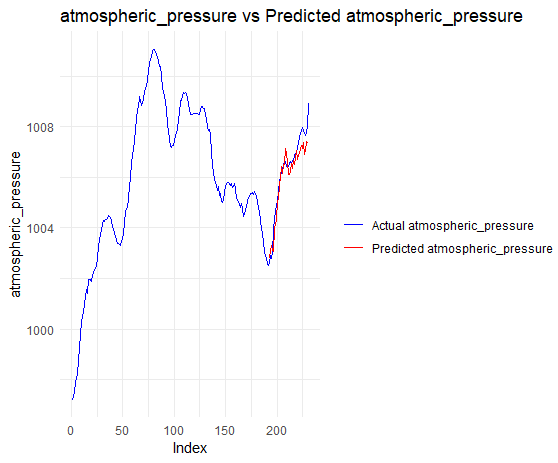 atmospheric_pressure vs Predicted atmospheric_pressure
1008
1004
1000
atmospheric_pressure
0
50
100
150
200
Index
Actual atmospheric_pressure
Predicted atmospheric_pressure